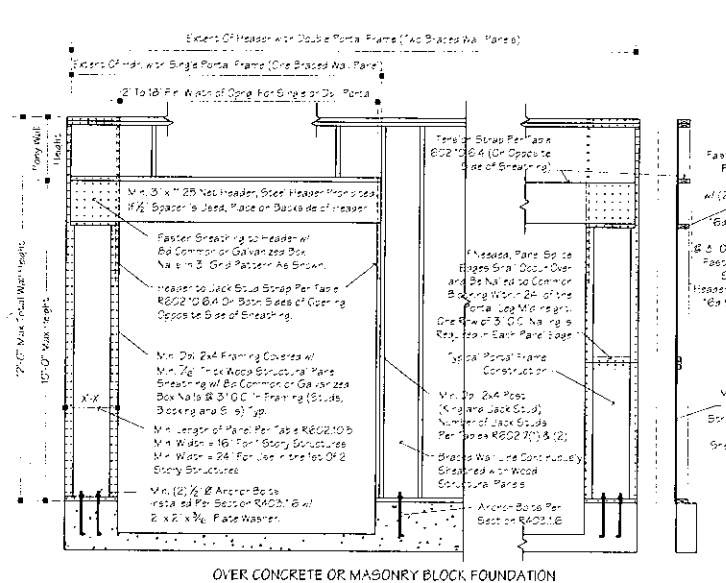 Extent Of Header with Double Portal Frame (Two Braced Wall Panels)
Extent Of Hdr. with Single Portal Frame (One Braced Wall Panel)
2' To 18' Fin. Width of Opng. For Single or Dbl. Portal
Pony Wall
Height
12'-0" Max Total Wall Height
10'-0" Max Height
Min. 3" x 11.25 Net Header, Steel Header Prohibited.
If ½" Spacer is Used, Place on Backside of Header
Fasten Sheathing to Header w/
8d Common or Galvanized Box
Nails in 3" Grid Pattern As Shown.
Header to Jack Stud Strap Per Table
R602.10.6.4 On Both Sides of Opening
Opposite Side of Sheathing.
Min. Dbl. 2x4 Framing Covered w/
Min. 7/16" Thick Wood Structural Panel
Sheathing w/ 8d Common or Galvanized
Box Nails @ 3" O.C. In Framing (Studs,
Blocking and Sills) Typ.
X'-X"
Min. Length of Panel Per Table R602.10.5
Min. Width = 16" For 1 Story Structures
Min. Width = 24" For Use in the 1st Of 2
Story Structures
Min. (2) ½" Ø Anchor Bolts
Installed Per Section R403.1.6 w/
2" x 2" x 3/16" Plate Washer.
Tension Strap Per Table
602.10.6.4 (On Opposite
Side of Sheathing)
If Needed, Panel Splice
Edges Shall Occur Over
and Be Nailed to Common
Blocking Within 24" of the
Portal Leg Mid-height.
One Row of 3" O.C. Nailing is
Required in Each Panel Edge.
Typical Portal Frame
Construction
Min. Dbl. 2x4 Post
(King and Jack Stud)
Number of Jack Studs
Per Tables R602.7(1) & (2)
Braced Wall Line Continuously
Sheathed with Wood
Structural Panels
Anchor Bolts Per
Section R403.1.6
Fas
w/ (2
@ 3" O
Fast
Header
M
Str
She
OVER CONCRETE OR MASONRY BLOCK FOUNDATION